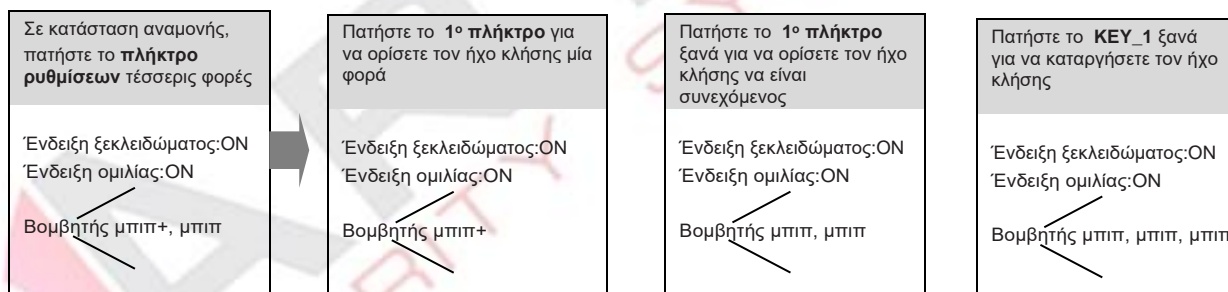 Σε κατάσταση αναμονής,
πατήστε το πλήκτρο
ρυθμίσεων τέσσερις φορές
Ένδειξη ξεκλειδώματος:ON
Ένδειξη ομιλίας:ON
Βομβητής μπιπ+, μπιπ
Πατήστε το 1ο πλήκτρο για
να ορίσετε τον ήχο κλήσης μία
φορά
Ένδειξη ξεκλειδώματος:ON
Ένδειξη ομιλίας:ON
Βομβητής μπιπ+
Πατήστε το 1ο πλήκτρο
ξανά για να ορίσετε τον ήχο
κλήσης να είναι
συνεχόμενος
Ένδειξη ξεκλειδώματος:ON
Ένδειξη ομιλίας:ON
Βομβητής μπιπ, μπιπ
Πατήστε το KEY_1 ξανά
για να καταργήσετε τον ήχο
κλήσης
Ένδειξη ξεκλειδώματος:ON
Ένδειξη ομιλίας:ON
Βομβητής μπιπ, μπιπ, μπιπ